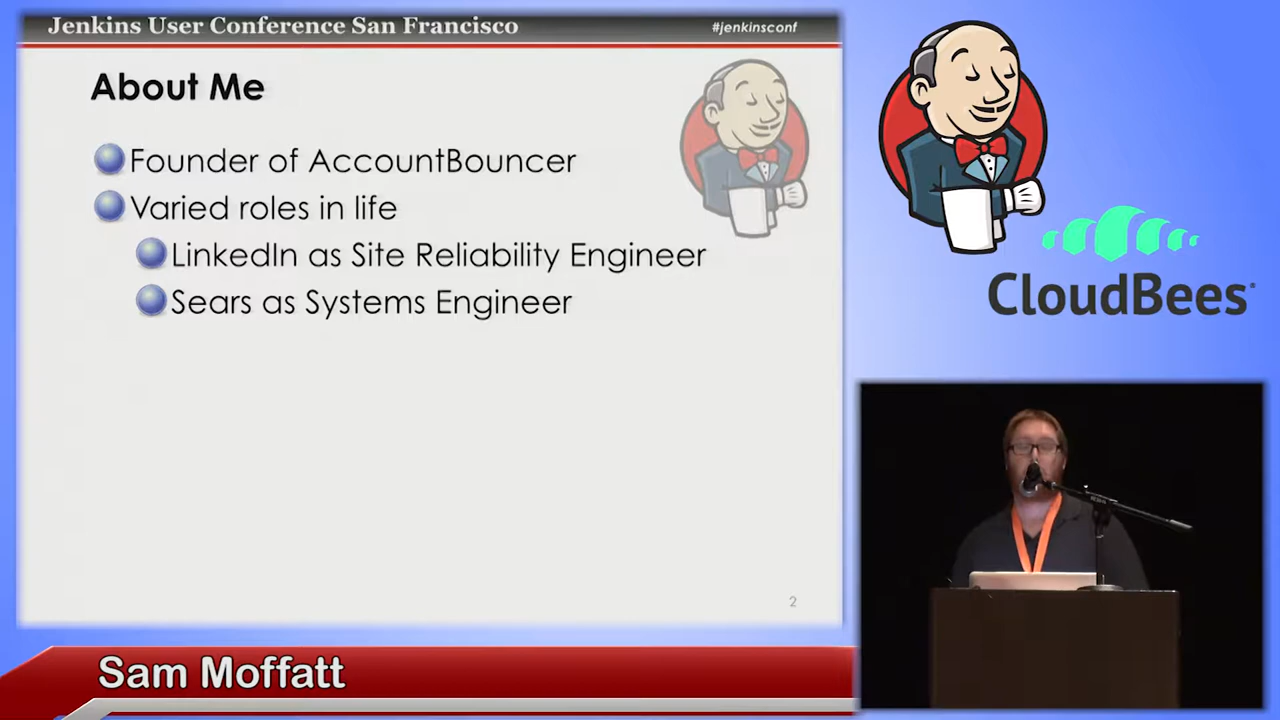 Jenkins User Conference San Francisco
#jenkinsconf
About Me
Founder of AccountBouncer
Varied roles in life
LinkedIn as Site Reliability Engineer
Sears as Systems Engineer
2
CloudBees
Sam Moffatt